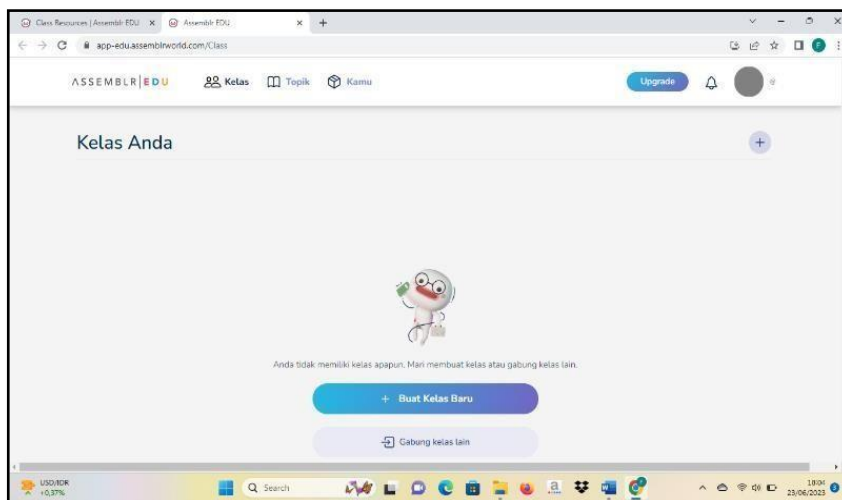 Class Resources | Assemblr EDU
Assemblr EDU
app-edu.assemblrworld.com/Class
ASSEMBLR EDU
Kelas
Topik
Kamu
Upgrade
Kelas Anda
Anda tidak memiliki kelas apapun. Mari membuat kelas atau gabung kelas lain.
+ Buat Kelas Baru
Gabung kelas lain
USD/IDR
+0,37%
Search
18:04
23/06/2023